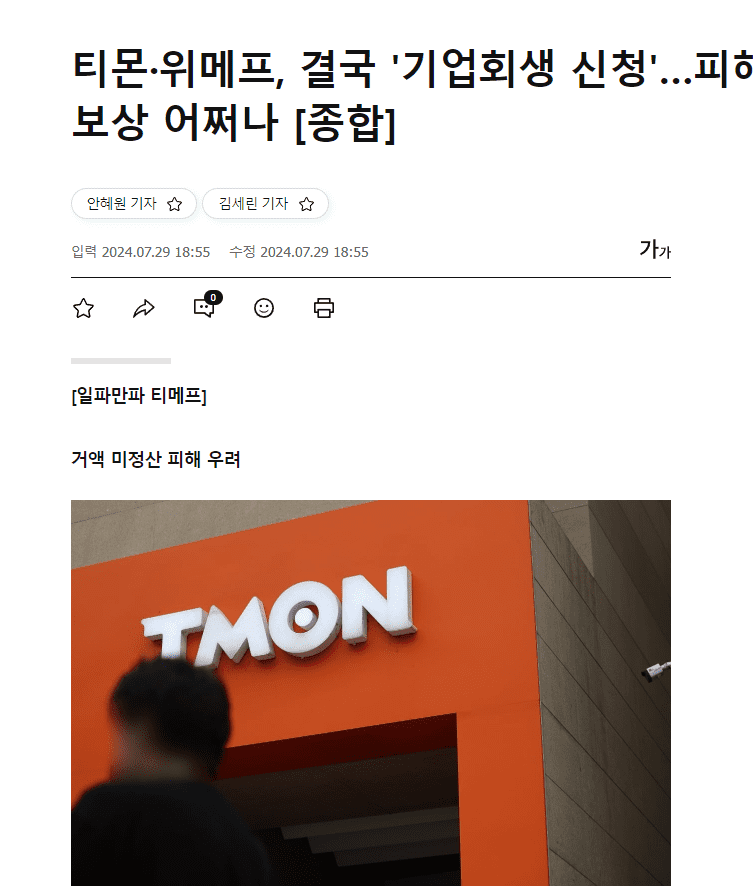 티몬·위메프, 결국 '기업회생 신청'…피해
보상 어쩌나 [종합]
안혜원 기자
김세린 기자
입력 2024.07.29 18:55 수정 2024.07.29 18:55
가가
0
[일파만파 티메프]
거액 미정산 피해 우려
TMON